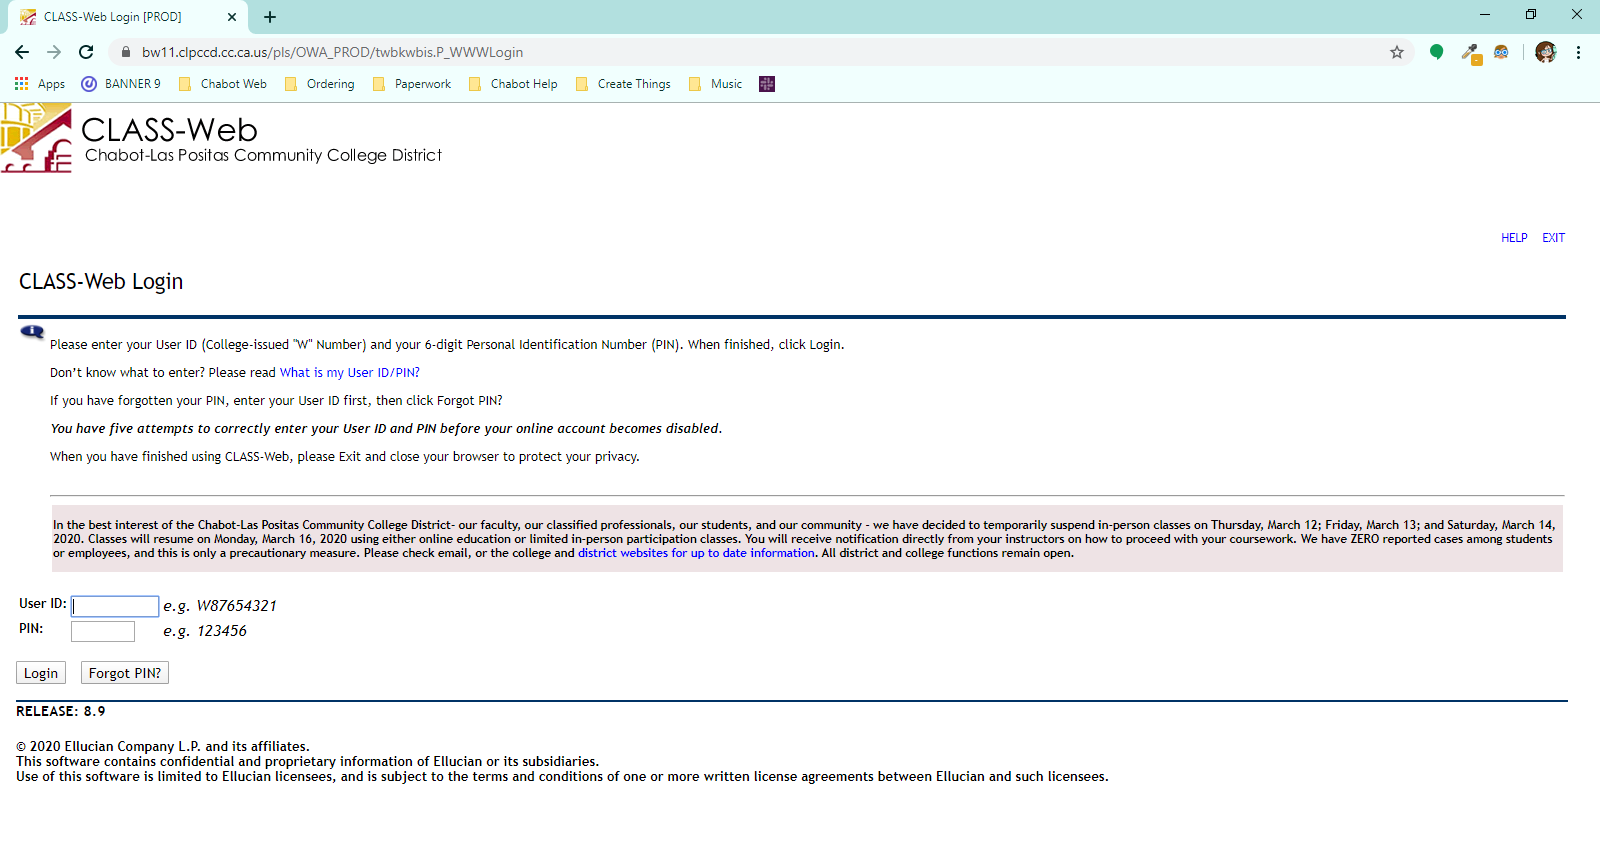 CLASS-Web Login [PROD]
bw11.clpccd.cc.ca.us/pls/OWA_PROD/twbkwbis.P_WWWLogin
Apps BANNER 9 Chabot Web Ordering Paperwork Chabot Help Create Things Music
CLASS-Web
Chabot-Las Positas Community College District
HELP EXIT
CLASS-Web Login
Please enter your User ID (College-issued "W" Number) and your 6-digit Personal Identification Number (PIN). When finished, click Login.
Don't know what to enter? Please read What is my User ID/PIN?
If you have forgotten your PIN, enter your User ID first, then click Forgot PIN?
You have five attempts to correctly enter your User ID and PIN before your online account becomes disabled.
When you have finished using CLASS-Web, please Exit and close your browser to protect your privacy.
In the best interest of the Chabot-Las Positas Community College District- our faculty, our classified professionals, our students, and our community - we have decided to temporarily suspend in-person classes on Thursday, March 12; Friday, March 13; and Saturday, March 14,
2020. Classes will resume on Monday, March 16, 2020 using either online education or limited in-person participation classes. You will receive notification directly from your instructors on how to proceed with your coursework. We have ZERO reported cases among students
or employees, and this is only a precautionary measure. Please check email, or the college and district websites for up to date information. All district and college functions remain open.
User ID: e.g. W87654321
PIN: e.g. 123456
Login Forgot PIN?
RELEASE: 8.9
© 2020 Ellucian Company L.P. and its affiliates.
This software contains confidential and proprietary information of Ellucian or its subsidiaries.
Use of this software is limited to Ellucian licensees, and is subject to the terms and conditions of one or more written license agreements between Ellucian and such licensees.